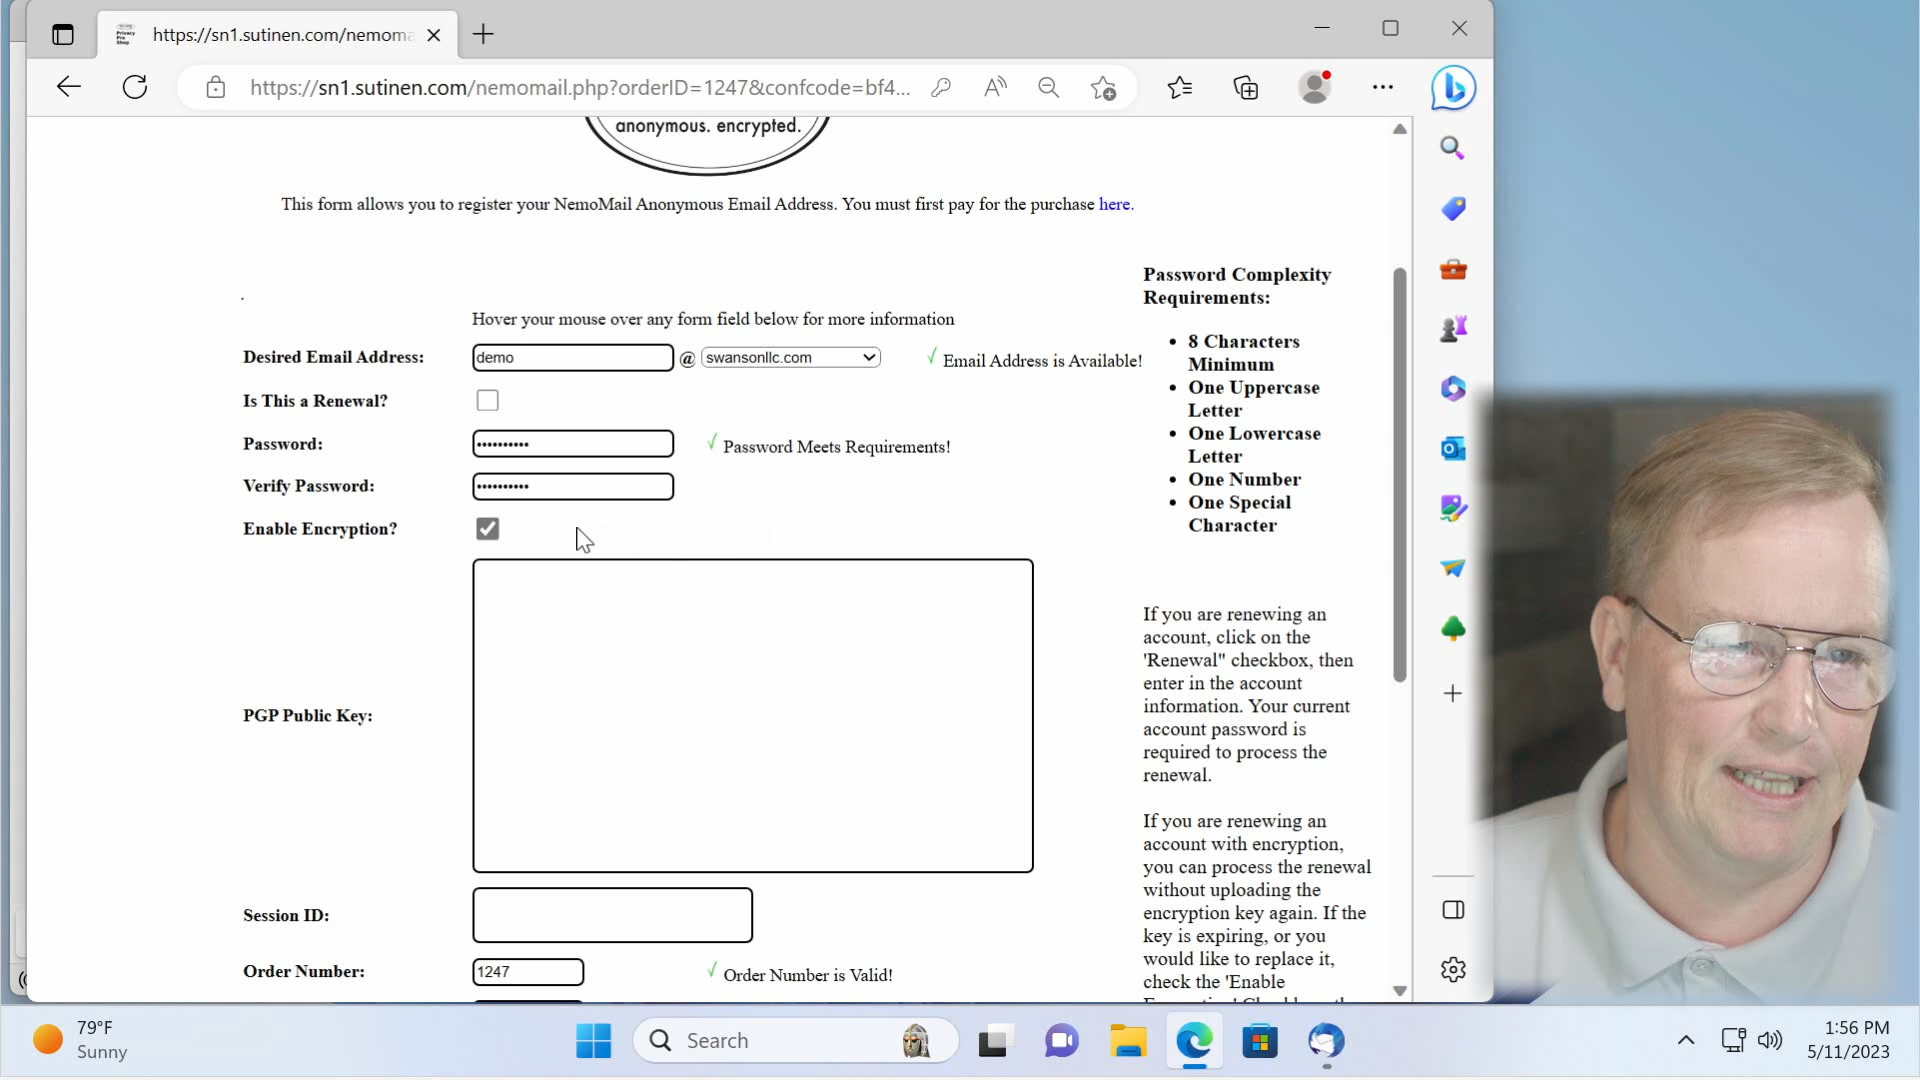 https://sn1.sutinen.com/nemoma
https://sn1.sutinen.com/nemomail.php?orderID=1247&confcode=bf4...
anonymous. encrypted.
This form allows you to register your NemoMail Anonymous Email Address. You must first pay for the purchase here.
Password Complexity
Requirements:
.
Hover your mouse over any form field below for more information
Desired Email Address:
demo
@
swansonllc.com
√ Email Address is Available!
Is This a Renewal?
Password:
••••••••••
√ Password Meets Requirements!
Verify Password:
••••••••••
Enable Encryption?
• 8 Characters
Minimum
• One Uppercase
Letter
• One Lowercase
Letter
• One Number
• One Special
Character
PGP Public Key:
If you are renewing an
account, click on the
'Renewal" checkbox, then
enter in the account
information. Your current
account password is
required to process the
renewal.
If you are renewing an
account with encryption,
you can process the renewal
without uploading the
encryption key again. If the
key is expiring, or you
would like to replace it,
check the 'Enable
Session ID:
Order Number:
1247
√ Order Number is Valid!
79°F
Sunny
Search
1:56 PM
5/11/2023